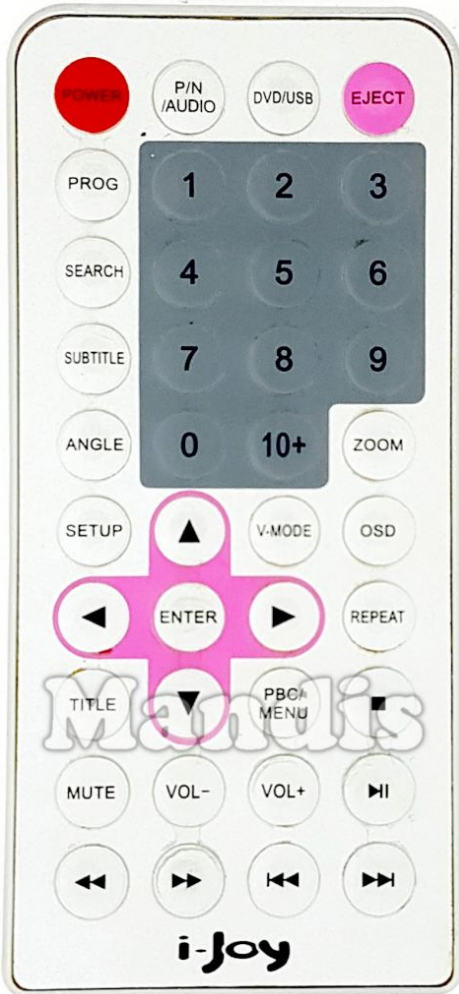 POWER
P/N
/AUDIO
DVD/USB
EJECT
PROG
1
2
3
SEARCH
4
5
6
SUBTITLE
7
8
9
ANGLE
0
10+
ZOOM
SETUP
V-MODE
OSD
ENTER
REPEAT
TITLE
PBC/
MENU
Mandis
MUTE
VOL-
VOL+
i-Joy